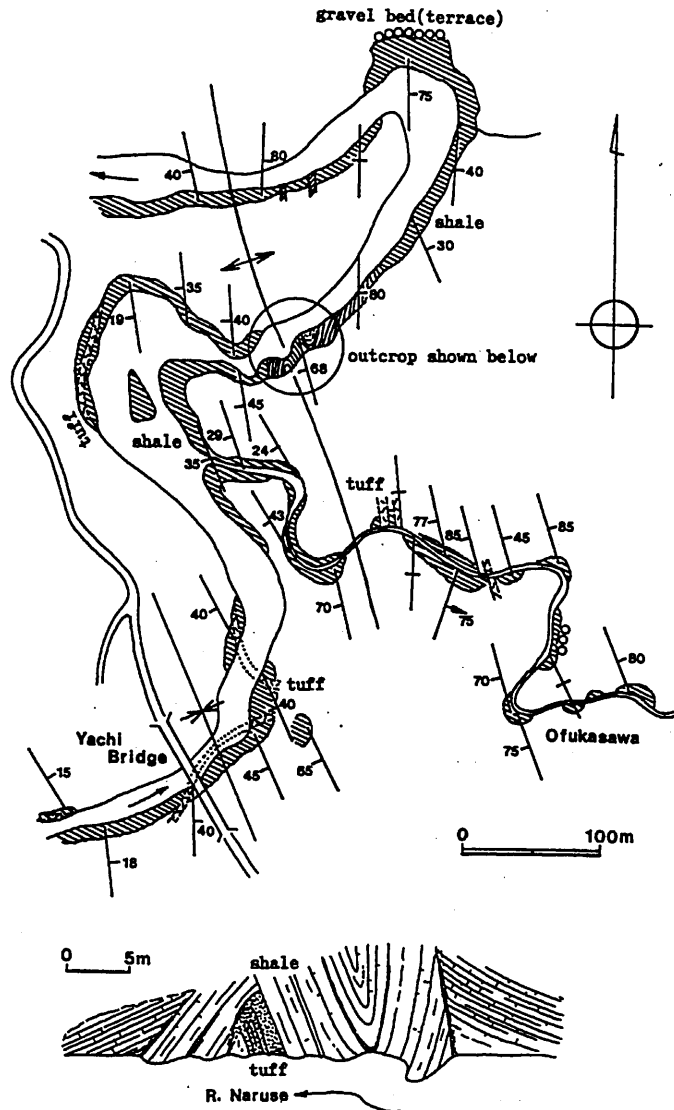 gravel bed(terrace)
75
40
80
40
shale
30
35
19
40
80
outcrop shown below
68
45
tuff
shale
29
24
35
tuff
43
77
85
45
85
70
75
40
tuff
40
70
80
75
Ofukasawa
Yachi
Bridge
15
45
65
40
18
0 100m
0 5m
shale
tuff
R. Naruse